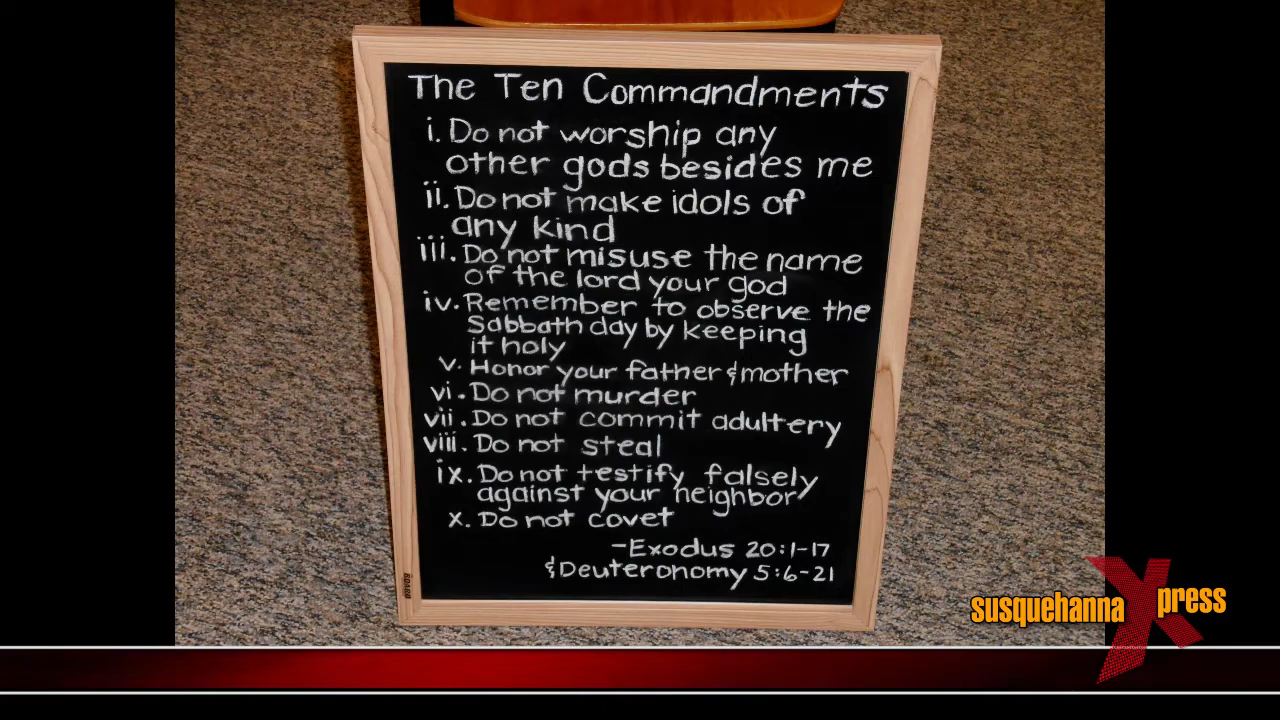 The Ten Commandments
i. Do not worship any
other gods besides me
ii. Do not make idols of
any kind
iii. Do not misuse the name
of the lord your god
iv. Remember to observe the
Sabbath day by keeping
it holy
v. Honor your father & mother
vi. Do not murder
vii. Do not commit adultery
viii. Do not steal
ix. Do not testify falsely
against your neighbor
x. Do not covet
-Exodus 20:1-17
& Deuteronomy 5:6-21
BOARD
susquehanna Xpress